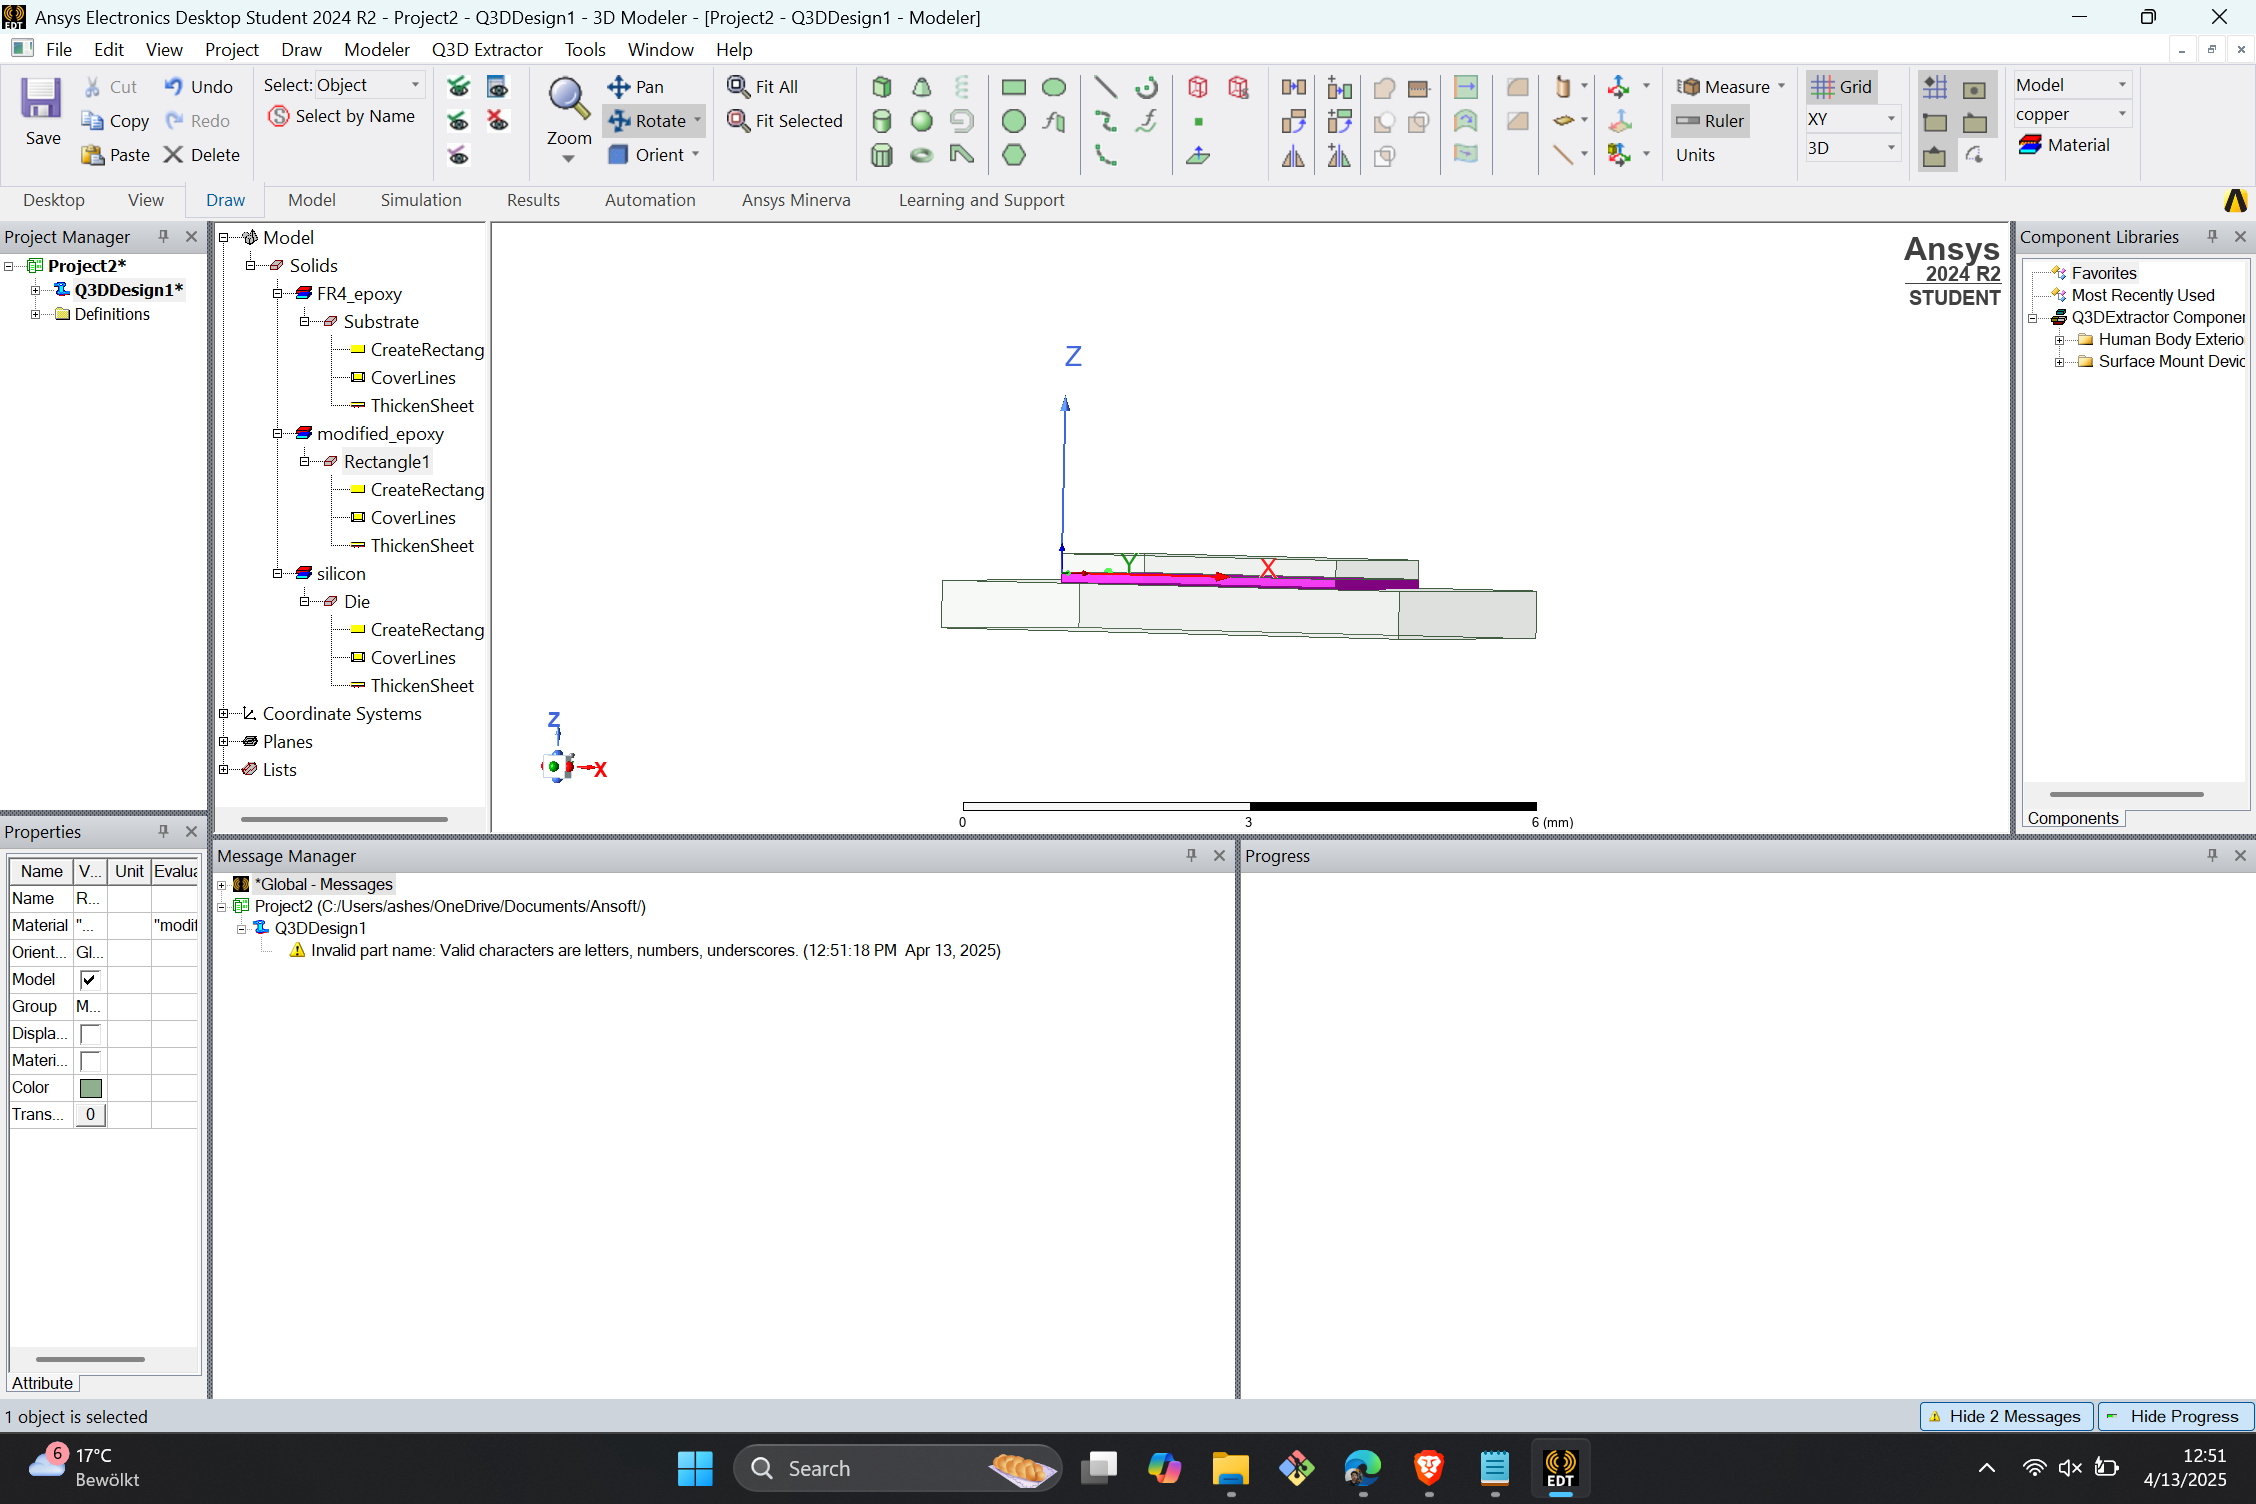 Ansys Electronics Desktop Student 2024 R2 - Project2 - Q3DDesign1 - 3D Modeler - [Project2 - Q3DDesign1 - Modeler]
File Edit View Project Draw Modeler Q3D Extractor Tools Window Help
Save
Cut
Copy
Paste
Undo
Redo
Delete
Select: Object
Select by Name
Zoom
Pan
Rotate
Orient
Fit All
Fit Selected
Measure
Ruler
Units
Grid
XY
3D
Model
copper
Material
Desktop View Draw Model Simulation Results Automation Ansys Minerva Learning and Support
Project Manager
Project2*
Q3DDesign1*
Definitions
Model
Solids
FR4_epoxy
Substrate
CreateRectang
CoverLines
ThickenSheet
modified_epoxy
Rectangle1
CreateRectang
CoverLines
ThickenSheet
silicon
Die
CreateRectang
CoverLines
ThickenSheet
Coordinate Systems
Planes
Lists
Ansys
2024 R2
STUDENT
Z
Y
X
Z
X
0 3 6 (mm)
Component Libraries
Favorites
Most Recently Used
Q3DExtractor Componer
Human Body Exterio
Surface Mount Devic
Components
Properties
Name V... Unit Evalua
Name R...
Material "... "modif
Orient... Gl...
Model
Group M...
Displa...
Materi...
Color
Trans... 0
Attribute
Message Manager
*Global - Messages
Project2 (C:/Users/ashes/OneDrive/Documents/Ansoft/)
Q3DDesign1
Invalid part name: Valid characters are letters, numbers, underscores. (12:51:18 PM Apr 13, 2025)
Progress
1 object is selected
Hide 2 Messages
Hide Progress
6
17°C
Bewölkt
Search
EDT
12:51
4/13/2025